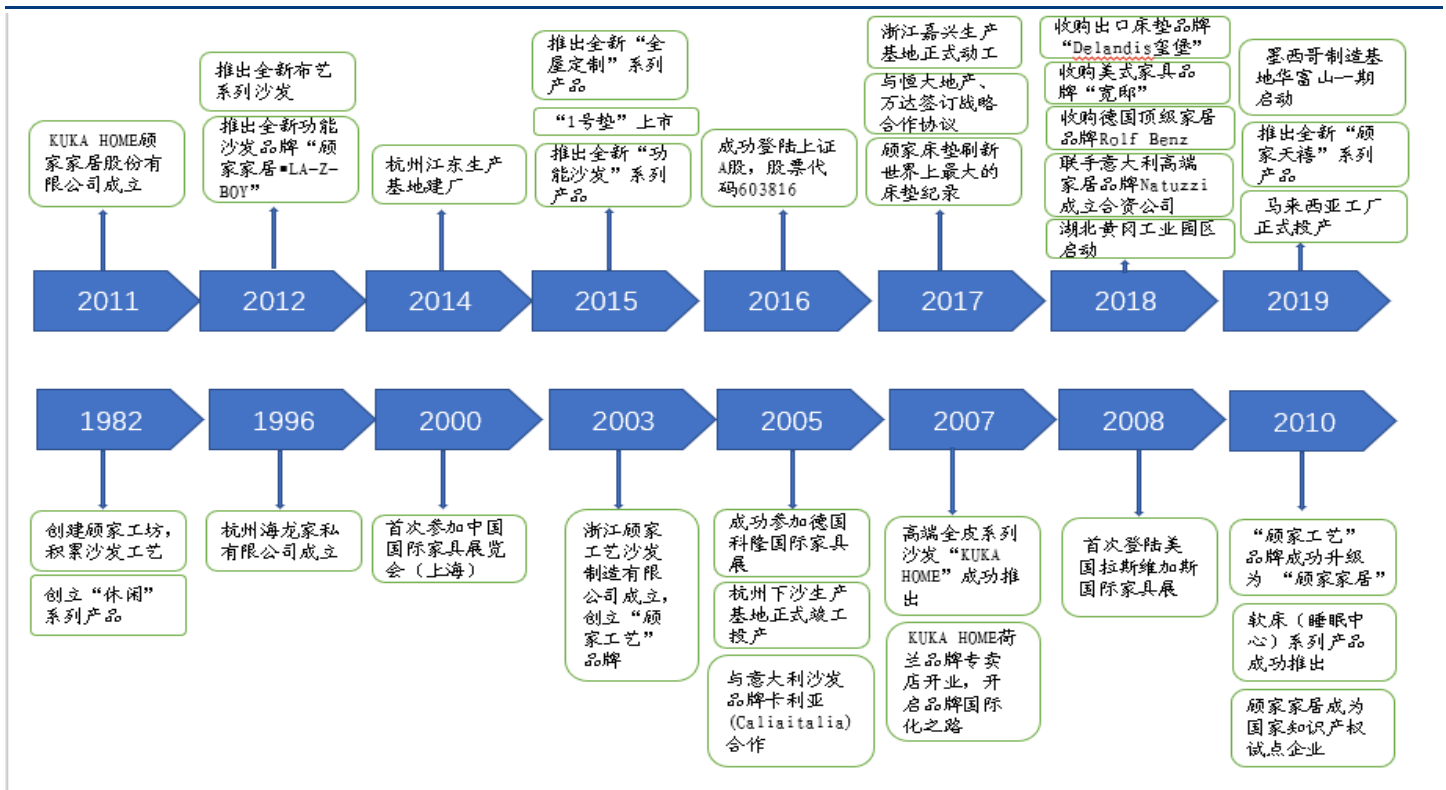 KUKA HOME顾
家家居股份有
限公司成立
推出全新布艺
系列沙发
推出全新功能
沙发品牌“顾
家家居▪LA-Z-
BOY”
杭州江东生产
基地建厂
推出全新“全
屋定制”系列
产品
“1号垫”上市
推出全新“功
能沙发”系列
产品
成功登陆上证
A股，股票代
码603816
浙江嘉兴生产
基地正式动工
与恒大地产、
万达签订战略
合作协议
顾家床垫刷新
世界上最大的
床垫纪录
收购出口床垫品牌
“Delandis玺堡”
收购美式家具品
牌“宽邸”
收购德国顶级家居
品牌Rolf Benz
联手意大利高端
家居品牌Natuzzi
成立合资公司
湖北黄冈工业园区
启动
墨西哥制造基
地华富山一期
启动
推出全新“顾
家天禧”系列
产品
马来西亚工厂
正式投产
2011
2012
2014
2015
2016
2017
2018
2019
1982
1996
2000
2003
2005
2007
2008
2010
创建顾家工坊，
积累沙发工艺
创立“休闲”
系列产品
杭州海龙家私
有限公司成立
首次参加中国
国际家具展览
会（上海）
浙江顾家
工艺沙发
制造有限
公司成立，
创立“顾
家工艺”
品牌
成功参加德国
科隆国际家具
展
杭州下沙生产
基地正式竣工
投产
与意大利沙发
品牌卡利亚
(Caliaitalia)
合作
高端全皮系列
沙发“KUKA
HOME”成功推
出
KUKA HOME荷
兰品牌专卖
店开业，开
启品牌国际
化之路
首次登陆美
国拉斯维加斯
国际家具展
“顾家工艺”
品牌成功升级
为 “顾家家居”
软床（睡眠中
心）系列产品
成功推出
顾家家居成为
国家知识产权
试点企业